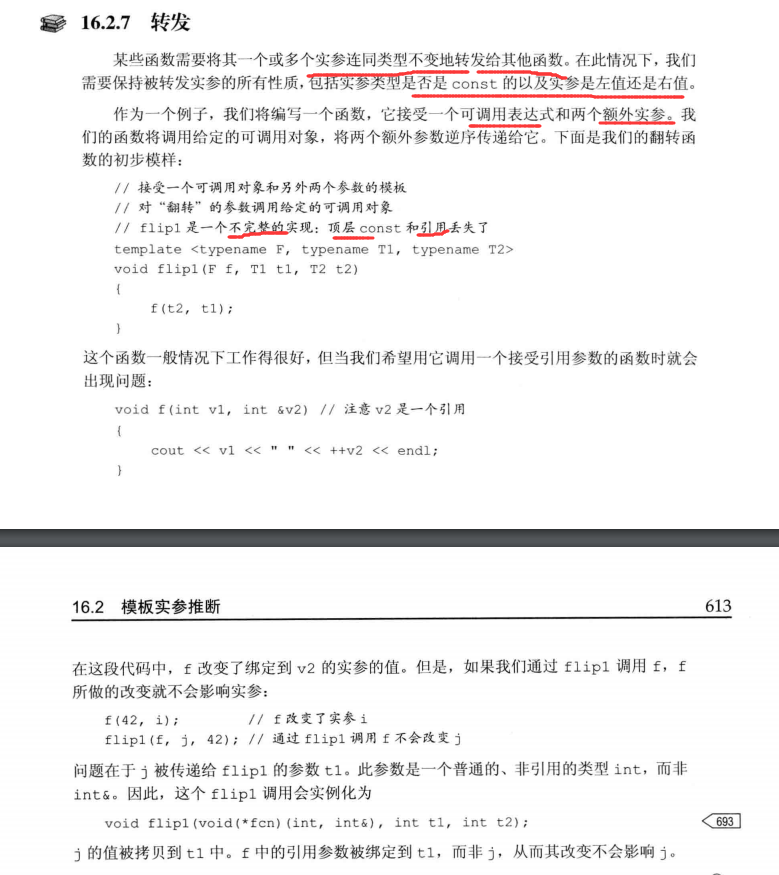 16.2.7 转发
某些函数需要将其一个或多个实参连同类型不变地转发给其他函数。在此情况下，我们
需要保持被转发实参的所有性质，包括实参类型是否是 const 的以及实参是左值还是右值。
作为一个例子，我们将编写一个函数，它接受一个可调用表达式和两个额外实参。我
们的函数将调用给定的可调用对象，将两个额外参数逆序传递给它。下面是我们的翻转函
数的初步模样：
// 接受一个可调用对象和另外两个参数的模板
// 对“翻转”的参数调用给定的可调用对象
// flip1 是一个不完整的实现：顶层 const 和引用丢失了
template <typename F, typename T1, typename T2>
void flip1(F f, T1 t1, T2 t2)
{
f(t2, t1);
}
这个函数一般情况下工作得很好，但当我们希望用它调用一个接受引用参数的函数时就会
出现问题：
void f(int v1, int &v2) // 注意 v2 是一个引用
{
cout << v1 << " " << ++v2 << endl;
}
16.2 模板实参推断 613
在这段代码中，f 改变了绑定到 v2 的实参的值。但是，如果我们通过 flip1 调用 f，f
所做的改变就不会影响实参：
f(42, i); // f 改变了实参 i
flip1(f, j, 42); // 通过 flip1 调用 f 不会改变 j
问题在于 j 被传递给 flip1 的参数 t1。此参数是一个普通的、非引用的类型 int，而非
int&。因此，这个 flip1 调用会实例化为
void flip1(void(*fcn)(int, int&), int t1, int t2);
693
j 的值被拷贝到 t1 中。f 中的引用参数被绑定到 t1，而非 j，从而其改变不会影响 j。